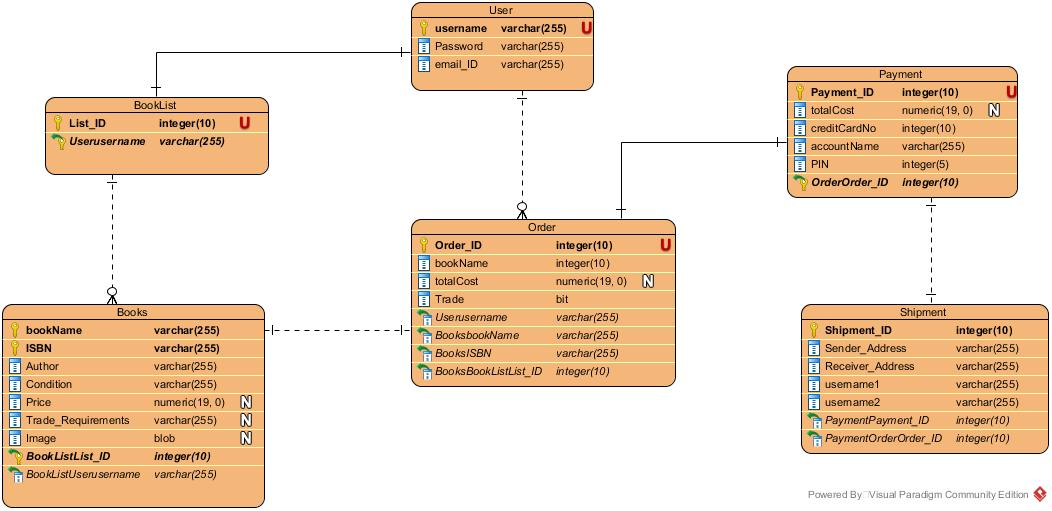 User
username varchar(255) U
Password varchar(255)
email_ID varchar(255)
BookList
List_ID integer(10) U
Userusername varchar(255)
Payment
Payment_ID integer(10) U
totalCost numeric(19, 0) N
creditCardNo integer(10)
accountName varchar(255)
PIN integer(5)
OrderOrder_ID integer(10)
Order
Order_ID integer(10) U
bookName integer(10)
totalCost numeric(19, 0) N
Trade bit
Userusername varchar(255)
BooksbookName varchar(255)
BooksISBN varchar(255)
BooksBookListList_ID integer(10)
Books
bookName varchar(255)
ISBN varchar(255)
Author varchar(255)
Condition varchar(255)
Price numeric(19, 0) N
Trade_Requirements varchar(255) N
Image blob N
BookListList_ID integer(10)
BookListUserusername varchar(255)
Shipment
Shipment_ID integer(10)
Sender_Address varchar(255)
Receiver_Address varchar(255)
username1 varchar(255)
username2 varchar(255)
PaymentPayment_ID integer(10)
PaymentOrderOrder_ID integer(10)
Powered By Visual Paradigm Community Edition